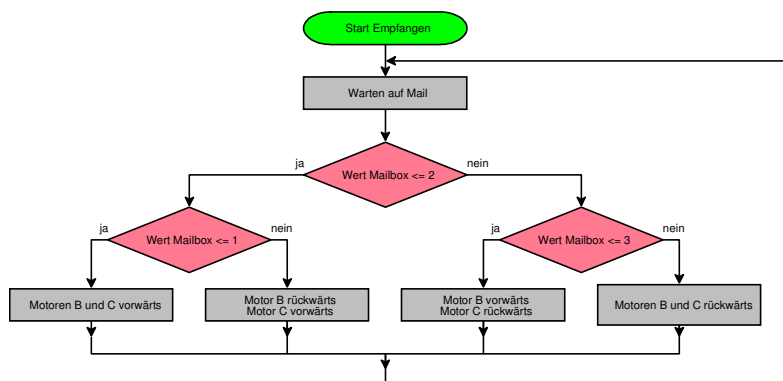 Start Empfangen
Warten auf Mail
Wert Mailbox <= 2
ja
nein
Wert Mailbox <= 1
ja
nein
Wert Mailbox <= 3
ja
nein
Motoren B und C vorwärts
Motor B rückwärts
Motor C vorwärts
Motor B vorwärts
Motor C rückwärts
Motoren B und C rückwärts